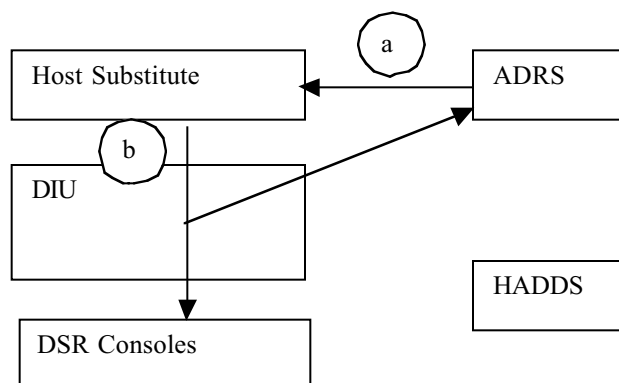 a
Host Substitute
ADRS
b
DIU
HADDS
DSR Consoles